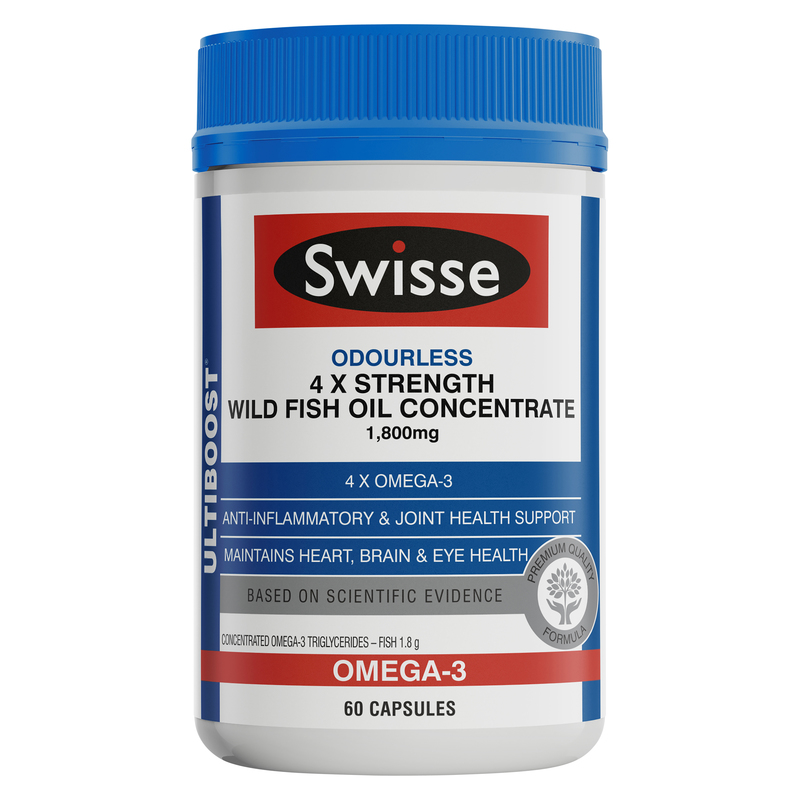 Swisse
ODOURLESS
4 X STRENGTH
WILD FISH OIL CONCENTRATE
1,800mg
ULTIBOOST®
4 X OMEGA-3
ANTI-INFLAMMATORY & JOINT HEALTH SUPPORT
MAINTAINS HEART, BRAIN & EYE HEALTH
PREMIUM QUALITY
FORMULA
BASED ON SCIENTIFIC EVIDENCE
CONCENTRATED OMEGA-3 TRIGLYCERIDES – FISH 1.8 g
OMEGA-3
60 CAPSULES